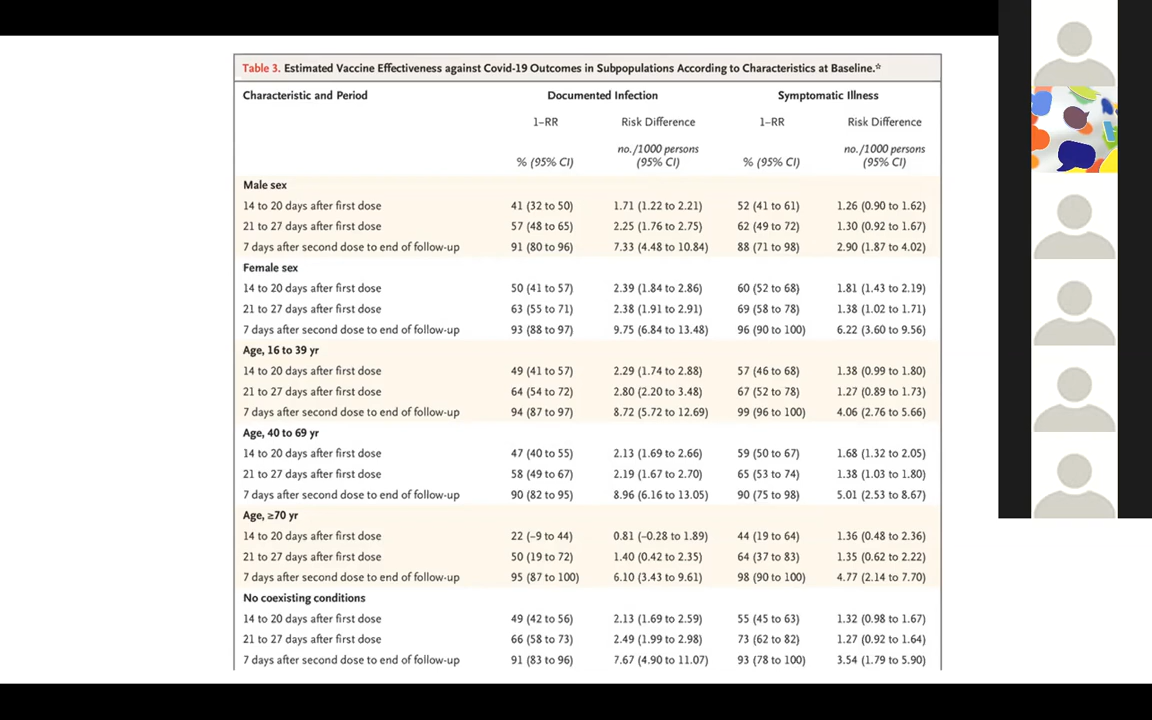 Table 3. Estimated Vaccine Effectiveness against Covid-19 Outcomes in Subpopulations According to Characteristics at Baseline.*
Characteristic and Period Documented Infection Symptomatic Illness
1–RR Risk Difference 1–RR Risk Difference
% (95% CI) no./1000 persons (95% CI) % (95% CI) no./1000 persons (95% CI)
Male sex
14 to 20 days after first dose 41 (32 to 50) 1.71 (1.22 to 2.21) 52 (41 to 61) 1.26 (0.90 to 1.62)
21 to 27 days after first dose 57 (48 to 65) 2.25 (1.76 to 2.75) 62 (49 to 72) 1.30 (0.92 to 1.67)
7 days after second dose to end of follow-up 91 (80 to 96) 7.33 (4.48 to 10.84) 88 (71 to 98) 2.90 (1.87 to 4.02)
Female sex
14 to 20 days after first dose 50 (41 to 57) 2.39 (1.84 to 2.86) 60 (52 to 68) 1.81 (1.43 to 2.19)
21 to 27 days after first dose 63 (55 to 71) 2.38 (1.91 to 2.91) 69 (58 to 78) 1.38 (1.02 to 1.71)
7 days after second dose to end of follow-up 93 (88 to 97) 9.75 (6.84 to 13.48) 96 (90 to 100) 6.22 (3.60 to 9.56)
Age, 16 to 39 yr
14 to 20 days after first dose 49 (41 to 57) 2.29 (1.74 to 2.88) 57 (46 to 68) 1.38 (0.99 to 1.80)
21 to 27 days after first dose 64 (54 to 72) 2.80 (2.20 to 3.48) 67 (52 to 78) 1.27 (0.89 to 1.73)
7 days after second dose to end of follow-up 94 (87 to 97) 8.72 (5.72 to 12.69) 99 (96 to 100) 4.06 (2.76 to 5.66)
Age, 40 to 69 yr
14 to 20 days after first dose 47 (40 to 55) 2.13 (1.69 to 2.66) 59 (50 to 67) 1.68 (1.32 to 2.05)
21 to 27 days after first dose 58 (49 to 67) 2.19 (1.67 to 2.70) 65 (53 to 74) 1.38 (1.03 to 1.80)
7 days after second dose to end of follow-up 90 (82 to 95) 8.96 (6.16 to 13.05) 90 (75 to 98) 5.01 (2.53 to 8.67)
Age, ≥70 yr
14 to 20 days after first dose 22 (–9 to 44) 0.81 (–0.28 to 1.89) 44 (19 to 64) 1.36 (0.48 to 2.36)
21 to 27 days after first dose 50 (19 to 72) 1.40 (0.42 to 2.35) 64 (37 to 83) 1.35 (0.62 to 2.22)
7 days after second dose to end of follow-up 95 (87 to 100) 6.10 (3.43 to 9.61) 98 (90 to 100) 4.77 (2.14 to 7.70)
No coexisting conditions
14 to 20 days after first dose 49 (42 to 56) 2.13 (1.69 to 2.59) 55 (45 to 63) 1.32 (0.98 to 1.67)
21 to 27 days after first dose 66 (58 to 73) 2.49 (1.99 to 2.98) 73 (62 to 82) 1.27 (0.92 to 1.64)
7 days after second dose to end of follow-up 91 (83 to 96) 7.67 (4.90 to 11.07) 93 (78 to 100) 3.54 (1.79 to 5.90)